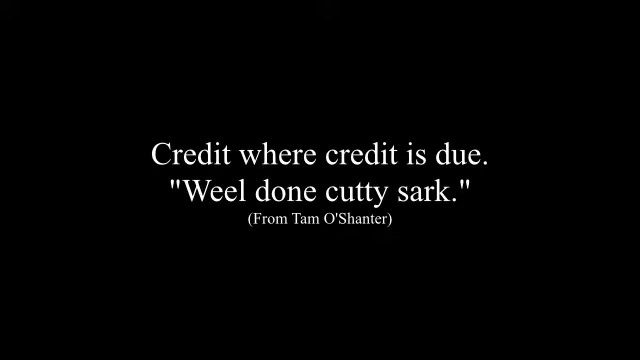 Credit where credit is due.
"Weel done cutty sark."
(From Tam O'Shanter)